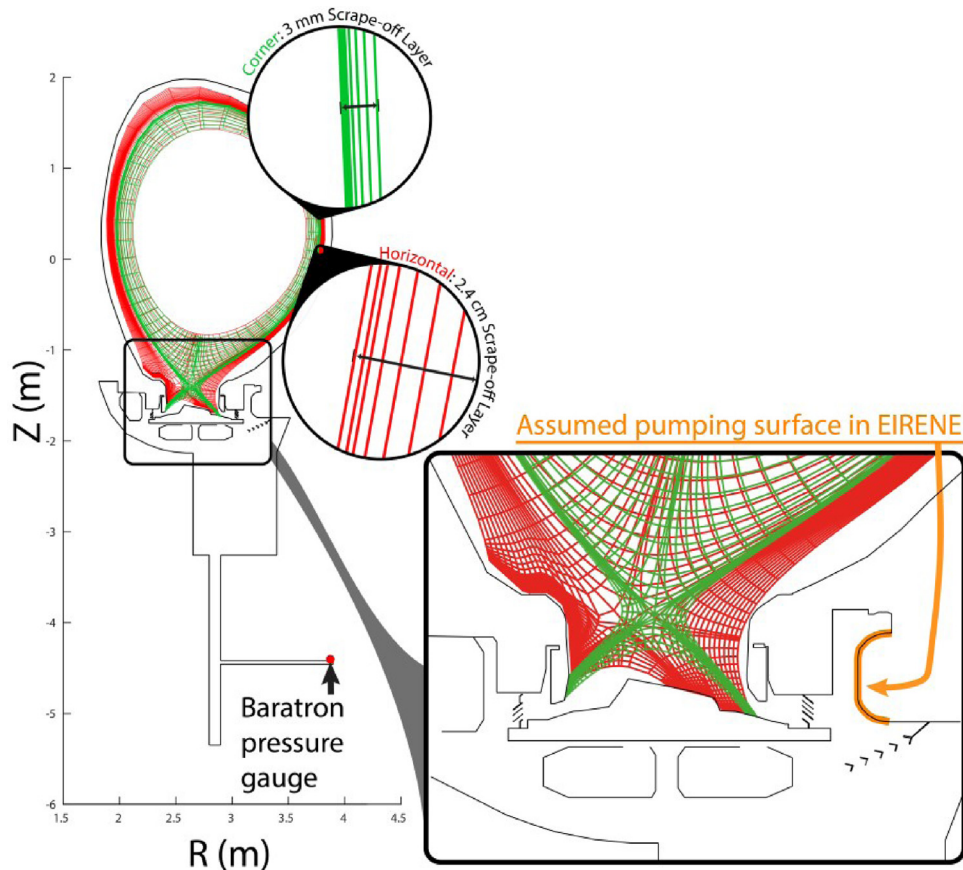 Corner: 3 mm Scrape-off Layer
Horizontal: 2.4 cm Scrape-off Layer
2
1
0
-1
-2
-3
-4
-5
-6
Z (m)
1.5 2 2.5 3 3.5 4 4.5
R (m)
Baratron
pressure
gauge
Assumed pumping surface in EIRENE